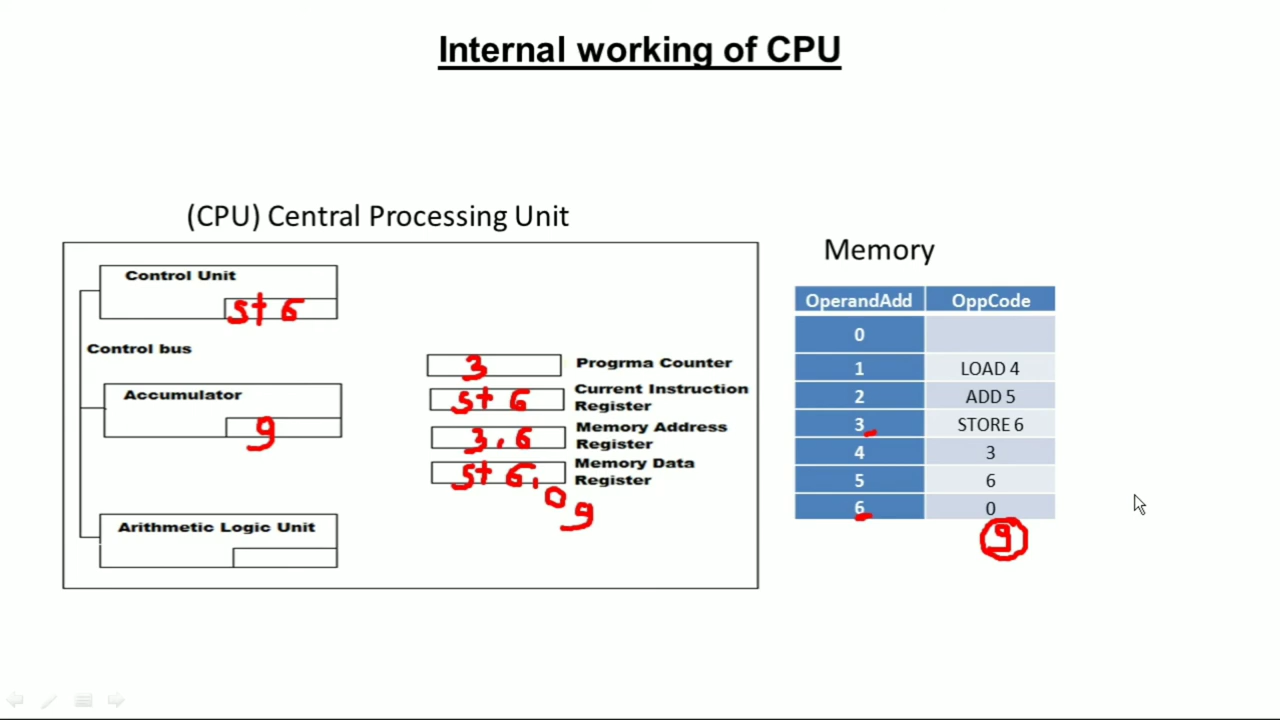 Internal working of CPU
(CPU) Central Processing Unit
Control Unit
st 6
Control bus
Accumulator
9
Arithmetic Logic Unit
3
Progrma Counter
st 6
Current Instruction
Register
3, 6
Memory Address
Register
st 6, 0
Memory Data
Register
9
Memory
OperandAdd OppCode
0
1 LOAD 4
2 ADD 5
3 STORE 6
4 3
5 6
6 0
9